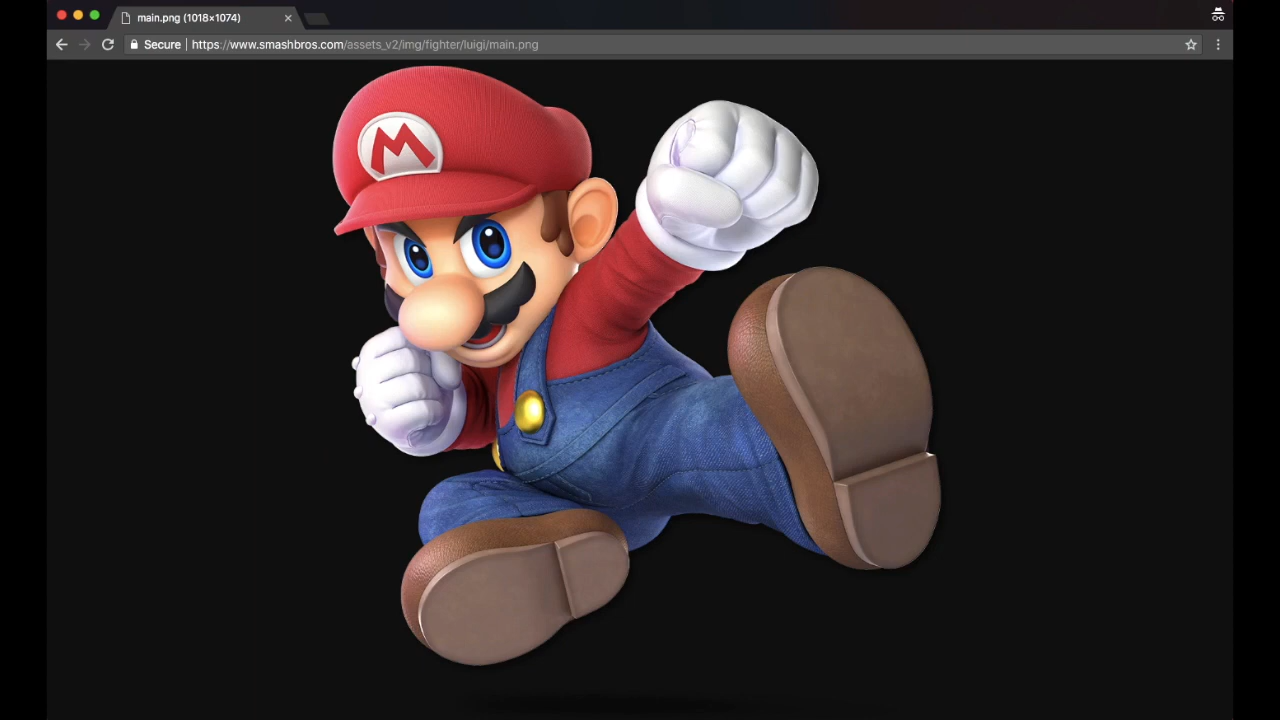 main.png (1018×1074)
Secure | https://www.smashbros.com/assets_v2/img/fighter/luigi/main.png
M